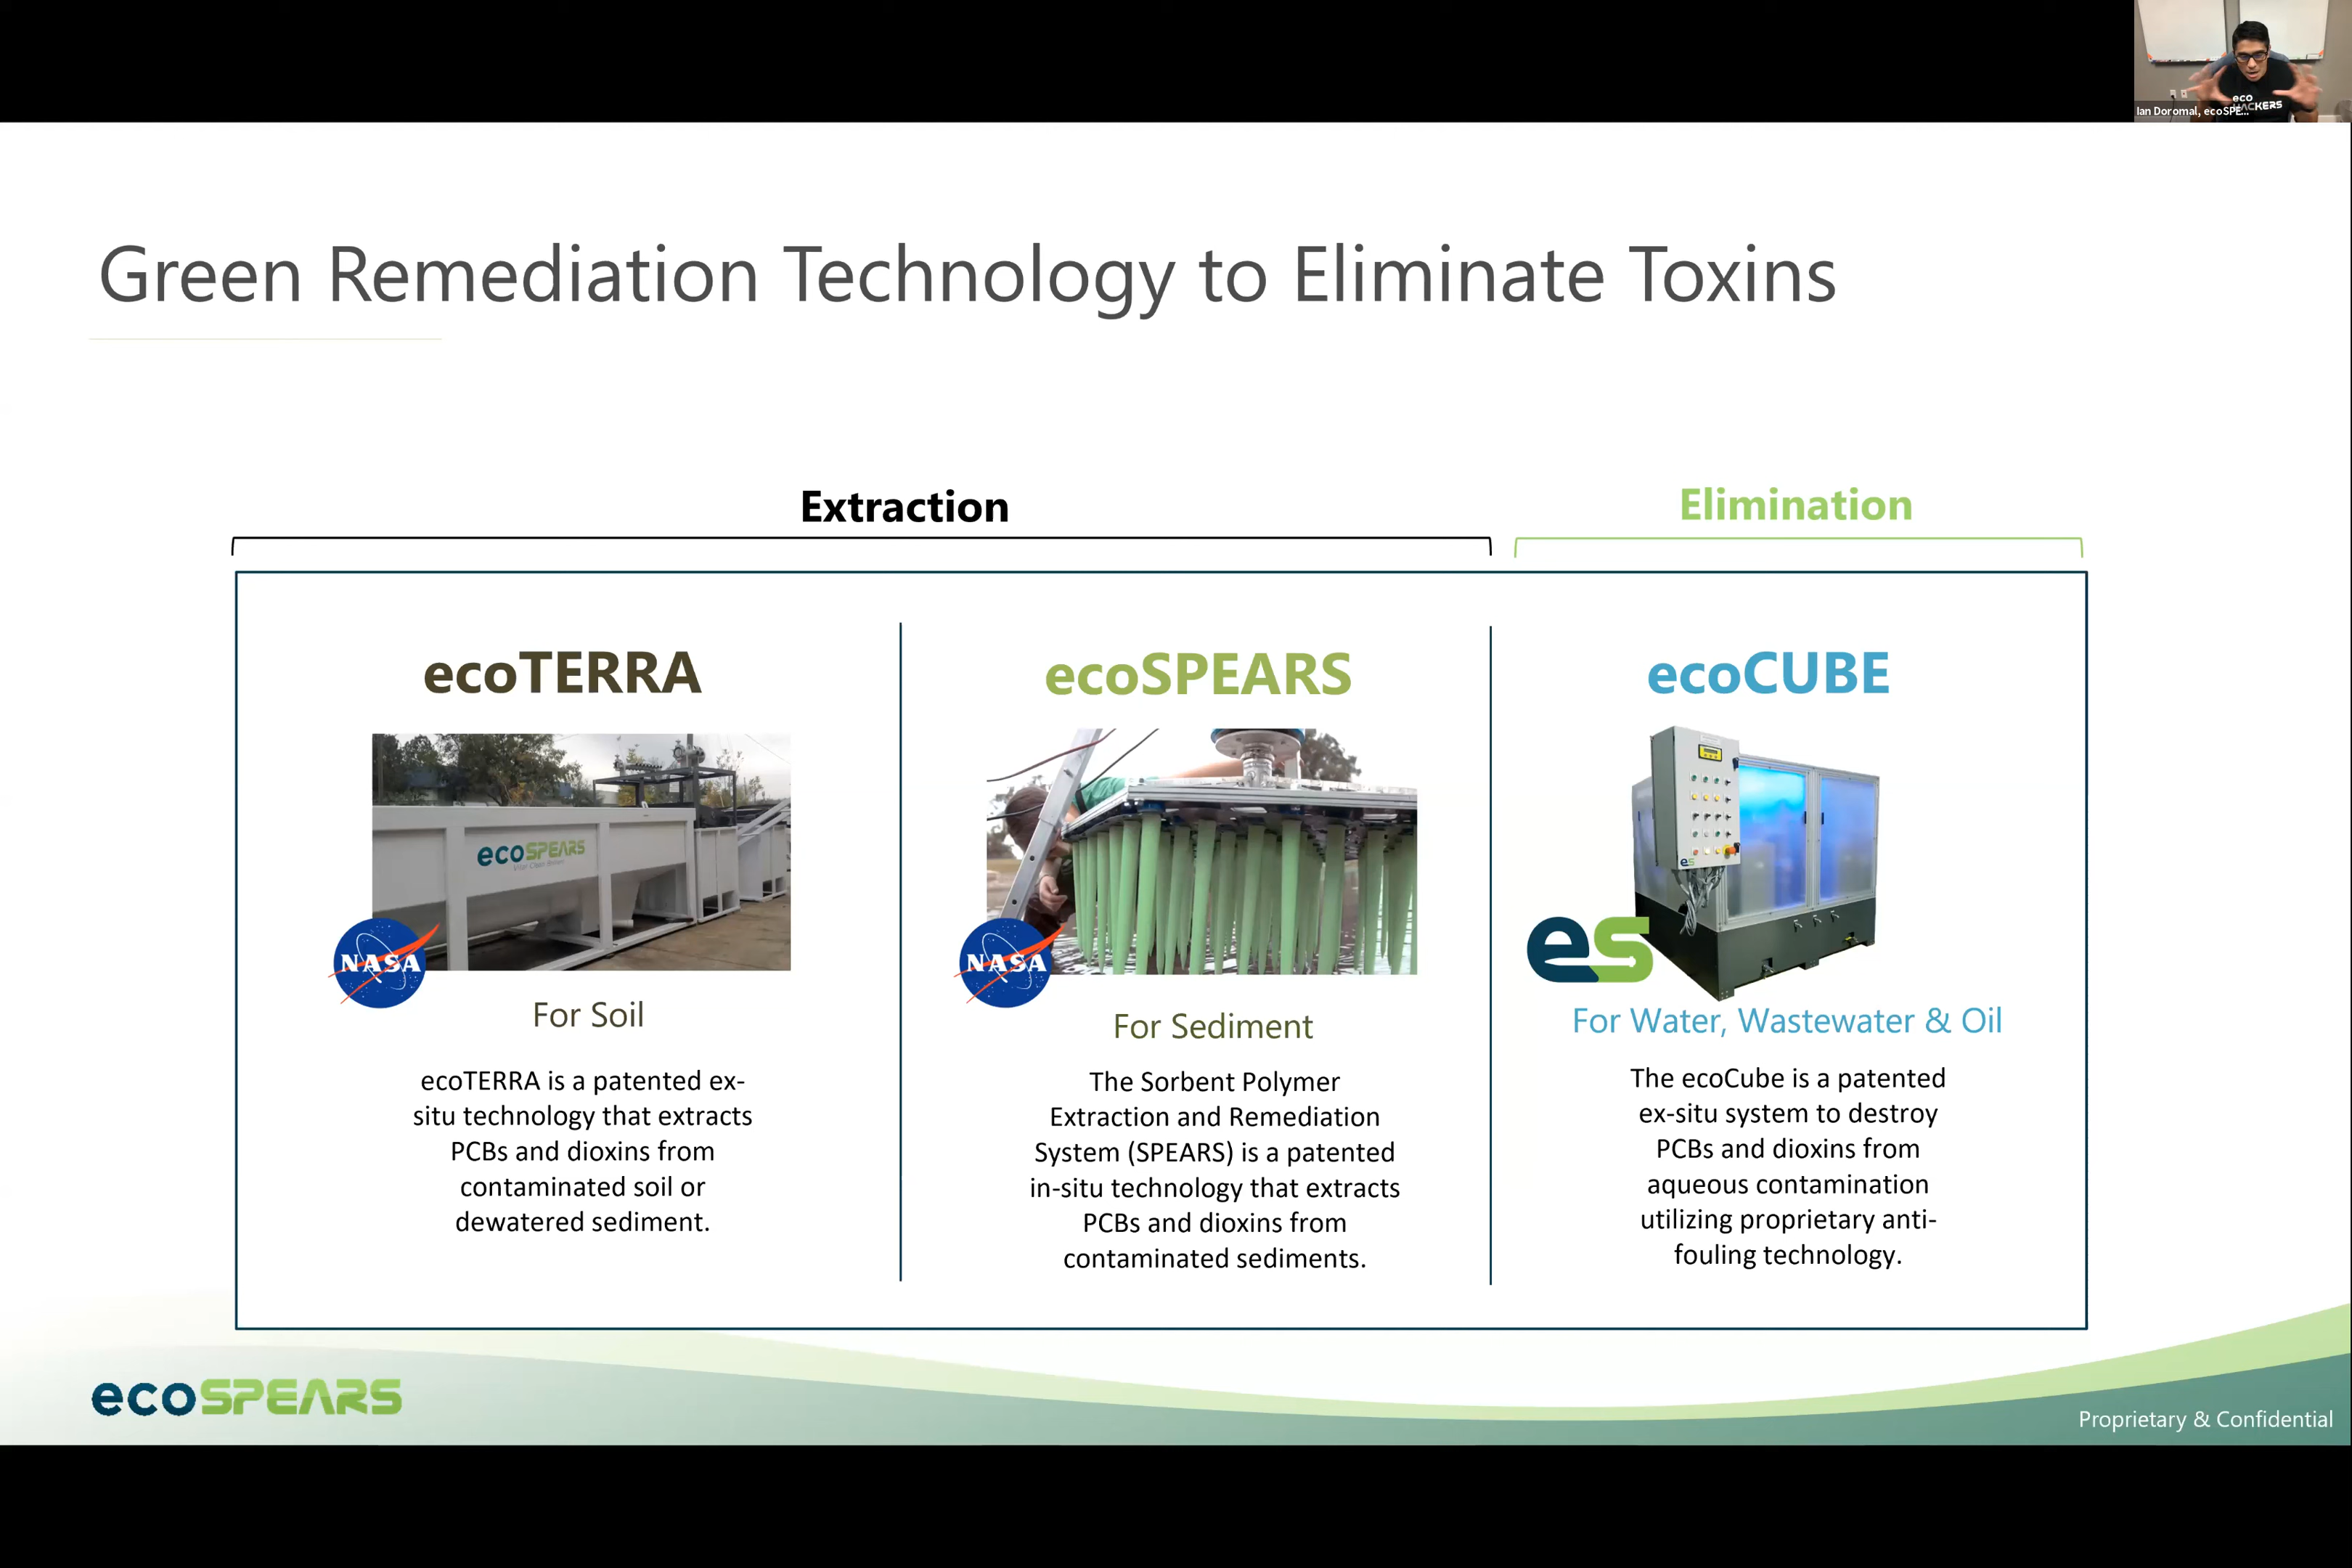 Ian Doromal, ecoSPE...
eco
HACKERS
Green Remediation Technology to Eliminate Toxins
Extraction
Elimination
ecoTERRA
ecoSPEARS
NASA
For Soil
ecoTERRA is a patented ex-
situ technology that extracts
PCBs and dioxins from
contaminated soil or
dewatered sediment.
ecoSPEARS
NASA
For Sediment
The Sorbent Polymer
Extraction and Remediation
System (SPEARS) is a patented
in-situ technology that extracts
PCBs and dioxins from
contaminated sediments.
ecoCUBE
es
es
For Water, Wastewater & Oil
The ecoCube is a patented
ex-situ system to destroy
PCBs and dioxins from
aqueous contamination
utilizing proprietary anti-
fouling technology.
ecoSPEARS
Proprietary & Confidential